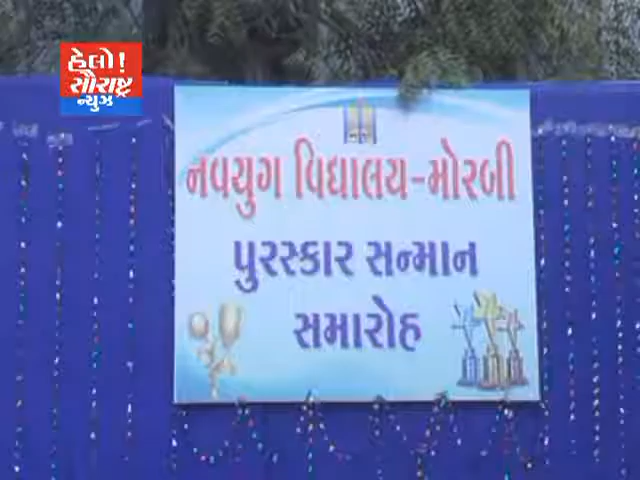 હેલો!
સૌરાષ્ટ્ર
ન્યુઝ
નવયુગ વિદ્યાલય-મોરબી
પુરસ્કાર સન્માન
સમારોહ